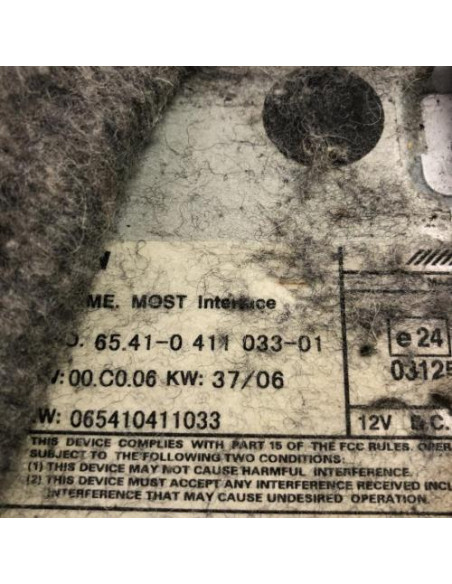 ME. MOST Interface
65.41-0 411 033-01
:00.C0.06 KW: 37/06
W: 065410411033
e 24
0312
12V D.C.
THIS DEVICE COMPLIES WITH PART 15 OF THE FCC RULES.
SUBJECT TO THE FOLLOWING TWO CONDITIONS:
(1) THIS DEVICE MAY NOT CAUSE HARMFUL INTERFERENCE.
(2) THIS DEVICE MUST ACCEPT ANY INTERFERENCE RECEIVED
INTERFERENCE THAT MAY CAUSE UNDESIRED OPERATION.